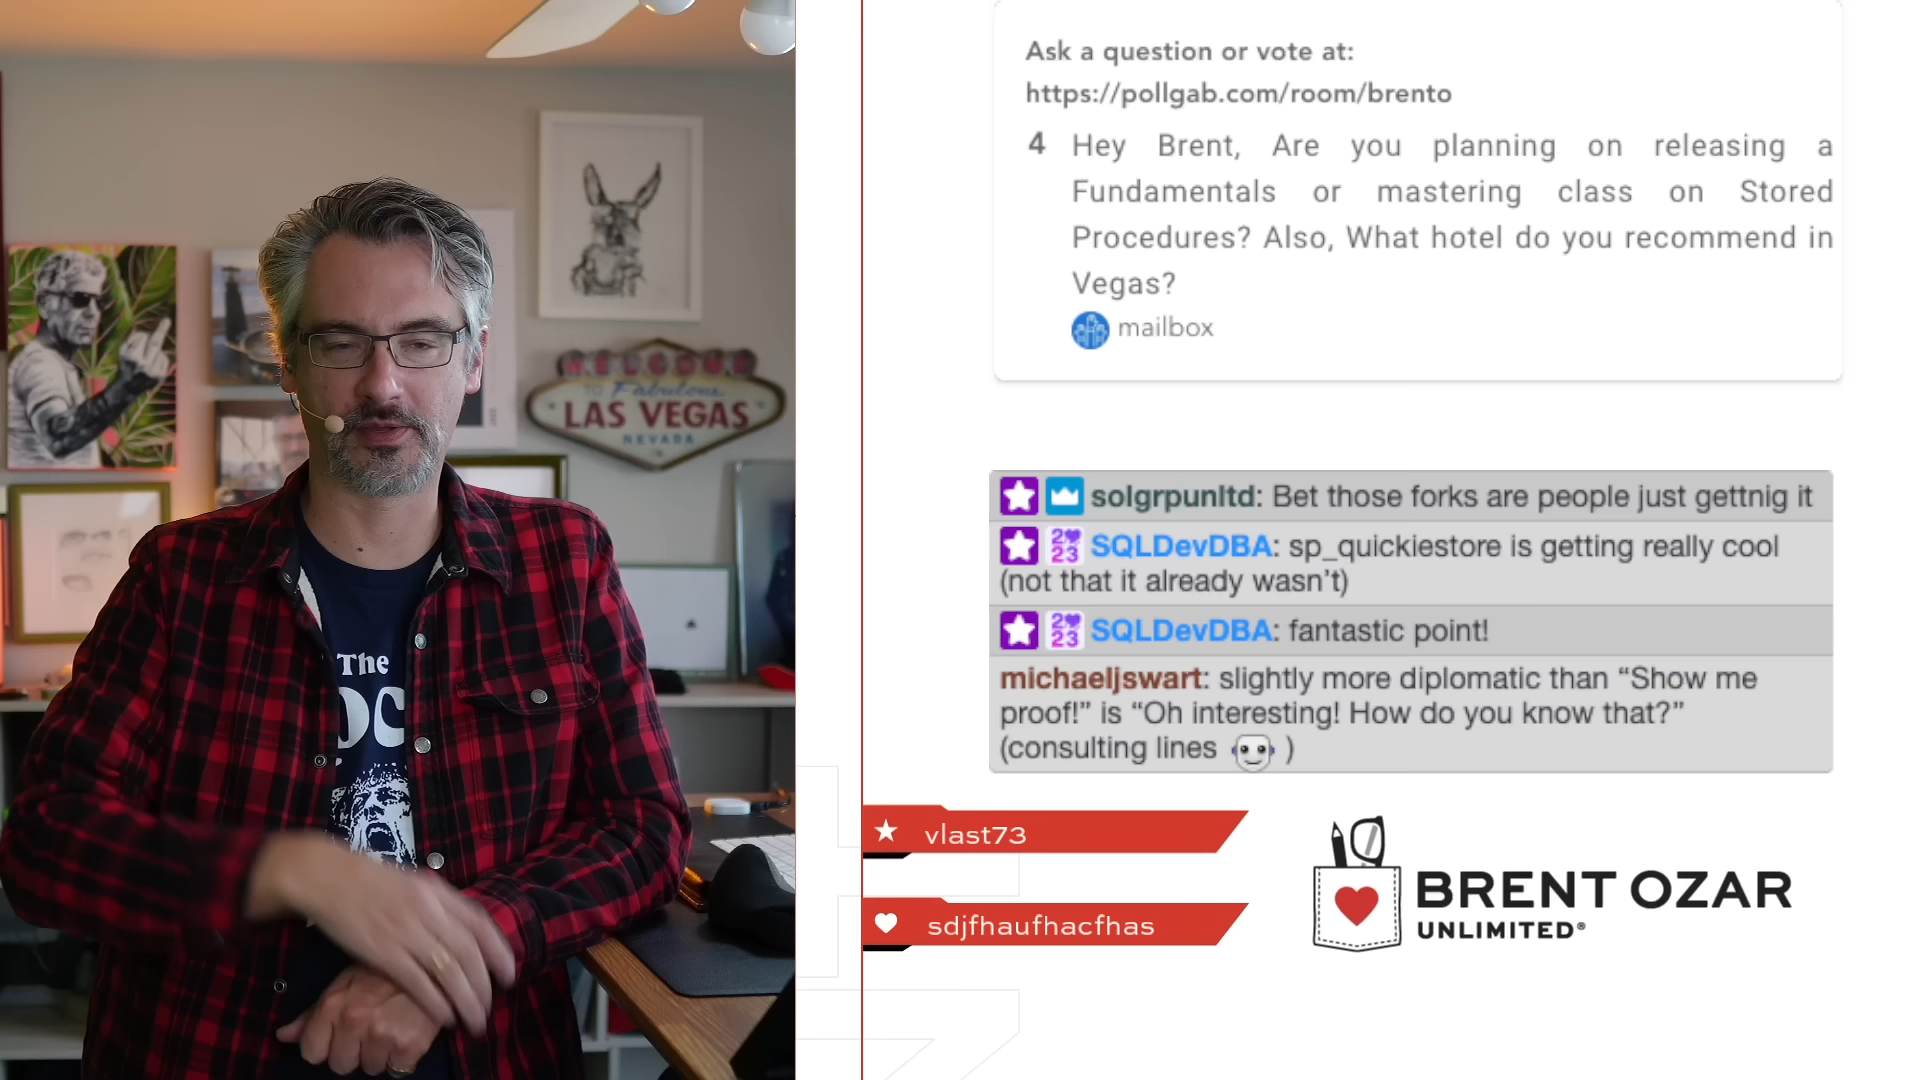 Ask a question or vote at:
https://pollgab.com/room/brento
4 Hey Brent, Are you planning on releasing a
Fundamentals or mastering class on Stored
Procedures? Also, What hotel do you recommend in
Vegas?
mailbox
WELCOME
TO Fabulous
LAS VEGAS
NEVADA
The
solgrpunltd: Bet those forks are people just gettnig it
SQLDevDBA: sp_quickiestore is getting really cool
(not that it already wasn't)
SQLDevDBA: fantastic point!
michaeljswart: slightly more diplomatic than “Show me
proof!” is “Oh interesting! How do you know that?”
(consulting lines )
vlast73
sdjfhaufhacfhas
BRENT OZAR
UNLIMITED®